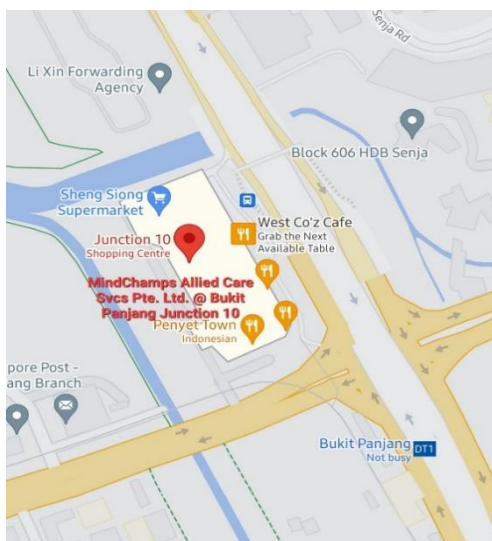 Senja Rd
Li Xin Forwarding
Agency
Block 606 HDB Senja
Sheng Siong
Supermarket
West Co'z Cafe
Grab the Next
Available Table
Junction 10
Shopping Centre
MindChamps Allied Care
Svcs Pte. Ltd. @ Bukit
Panjang Junction 10
Penyet Town
Indonesian
pore Post -
ang Branch
Bukit Panjang
Not busy
DT1